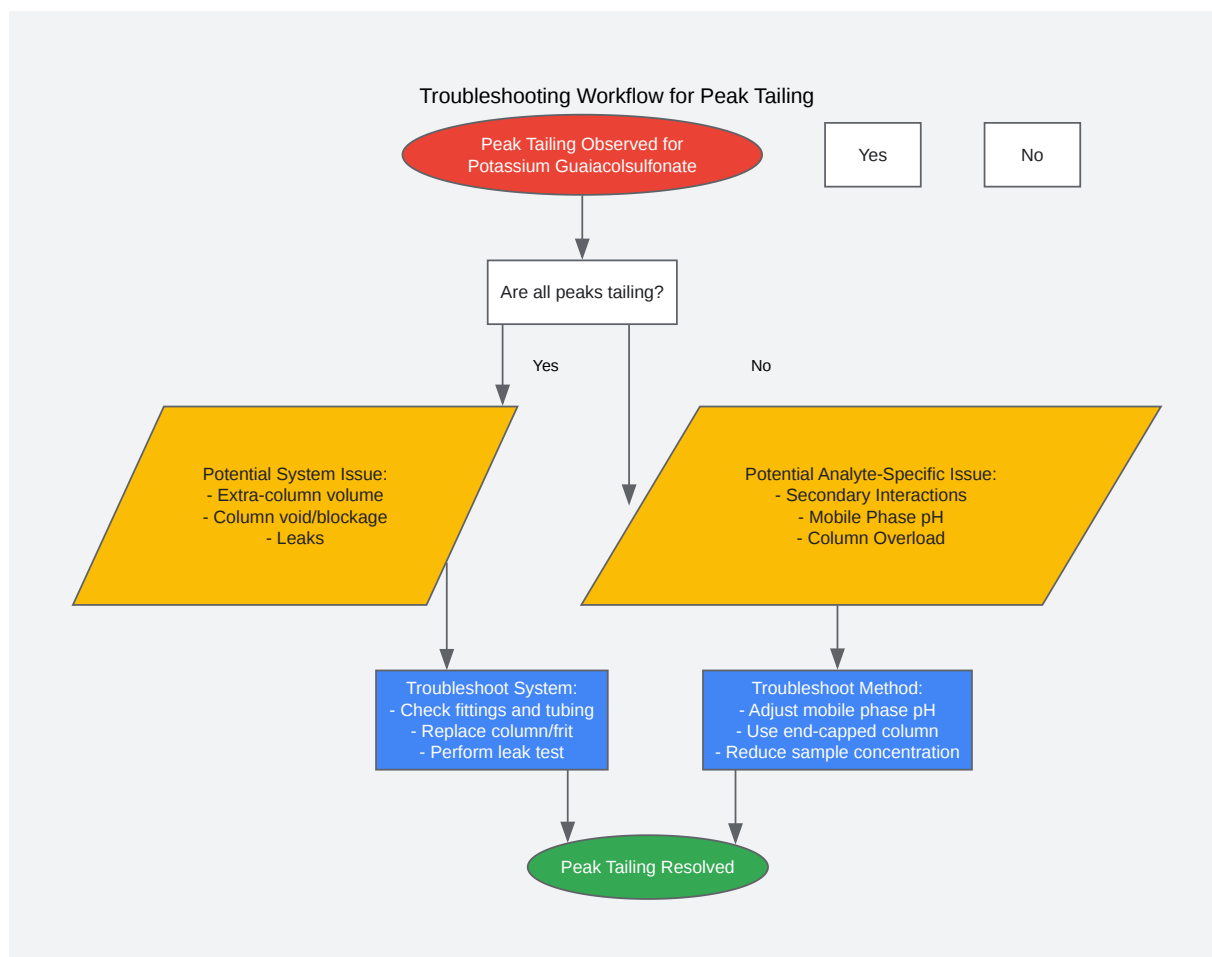 Troubleshooting Workflow for Peak Tailing
Peak Tailing Observed for
Potassium Guaiacolsulfonate
Yes
No
Are all peaks tailing?
Yes
No
Potential System Issue:
- Extra-column volume
- Column void/blockage
- Leaks
Potential Analyte-Specific Issue:
- Secondary Interactions
- Mobile Phase pH
- Column Overload
Troubleshoot System:
- Check fittings and tubing
- Replace column/frit
- Perform leak test
Troubleshoot Method:
- Adjust mobile phase pH
- Use end-capped column
- Reduce sample concentration
Peak Tailing Resolved